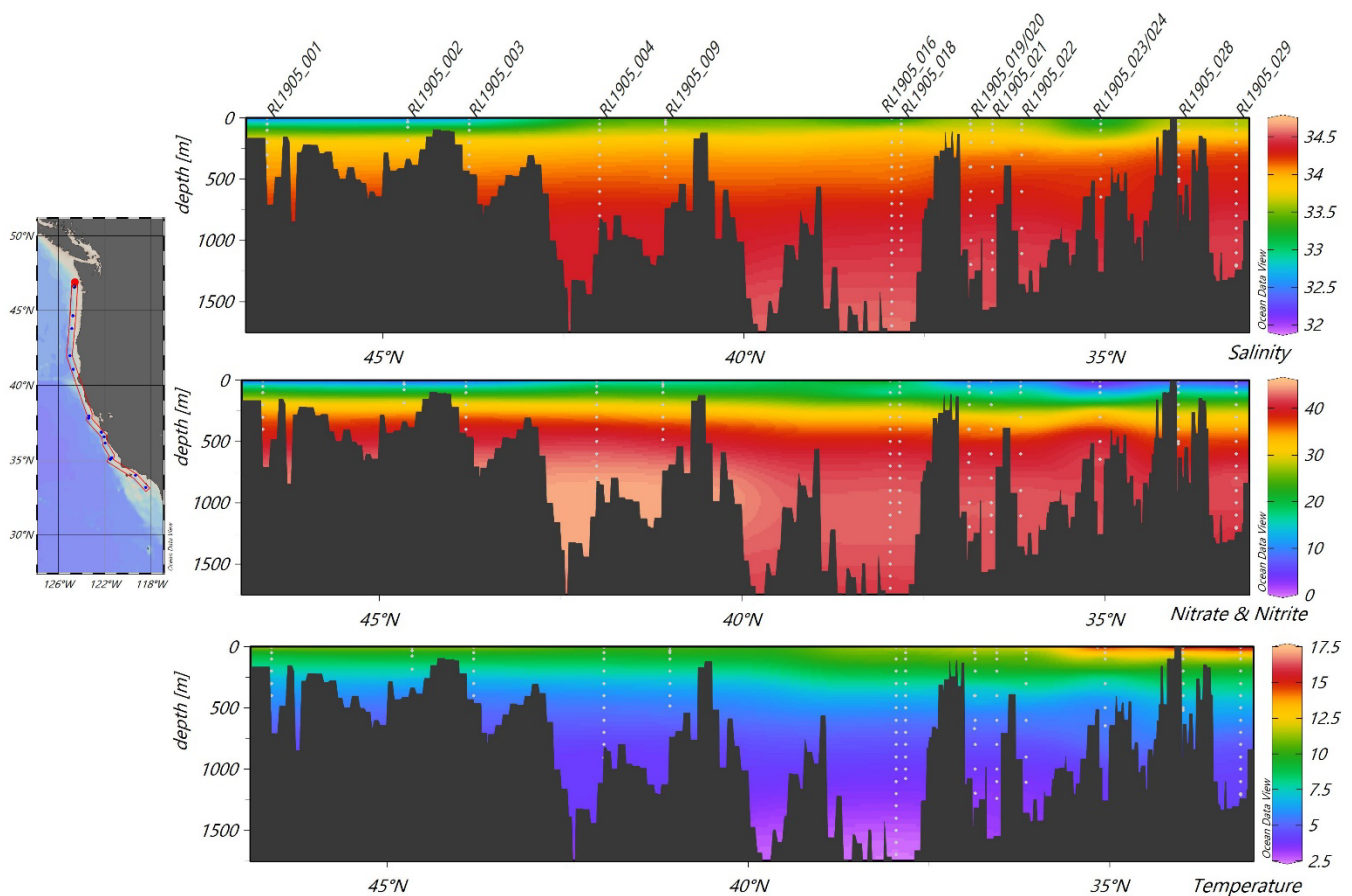 RL1905_001 RL1905_002 RL1905_003 RL1905_004 RL1905_009 RL1905_016 RL1905_018 RL1905_019/020 RL1905_021 RL1905_022 RL1905_023/024 RL1905_028 RL1905_029
0
500
1000
1500
depth [m]
45°N 40°N 35°N
Ocean Data View
34.5
34
33.5
33
32.5
32
Salinity
50°N
45°N
40°N
35°N
30°N
126°W 122°W 118°W
Ocean Data View
0
500
1000
1500
depth [m]
45°N 40°N 35°N
Ocean Data View
40
30
20
10
0
Nitrate & Nitrite
0
500
1000
1500
depth [m]
45°N 40°N 35°N
Ocean Data View
17.5
15
12.5
10
7.5
5
2.5
Temperature